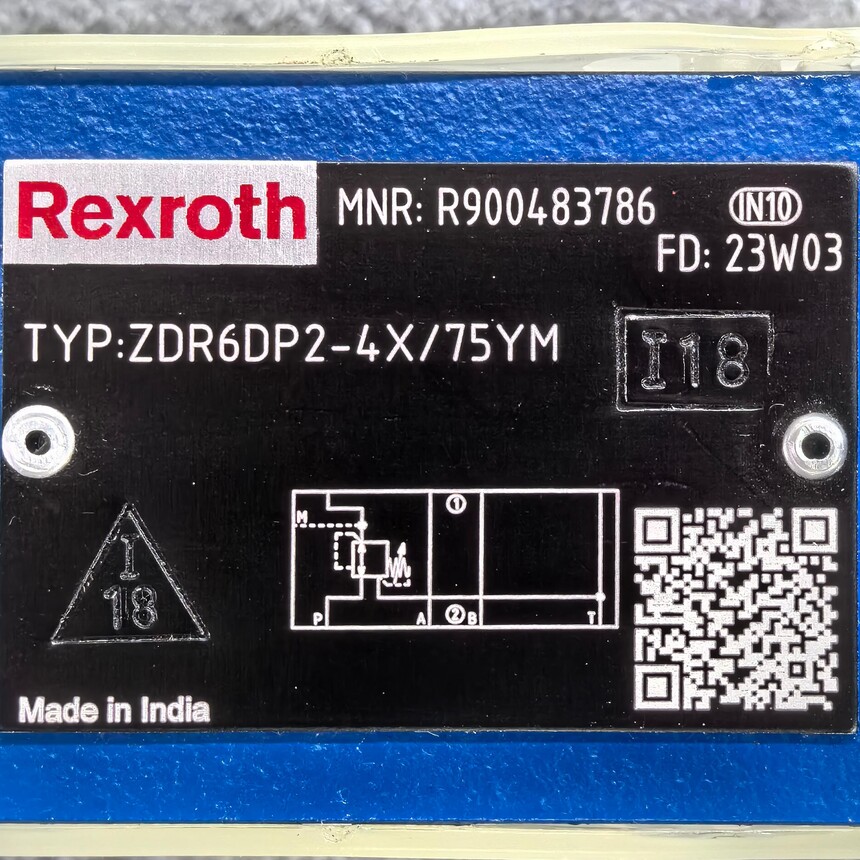 Rexroth
MNR: R900483786
IN10
FD: 23W03
TYP:ZDR6DP2-4X/75YM
I18
M
1
P
A
2
B
T
I
18
Made in India